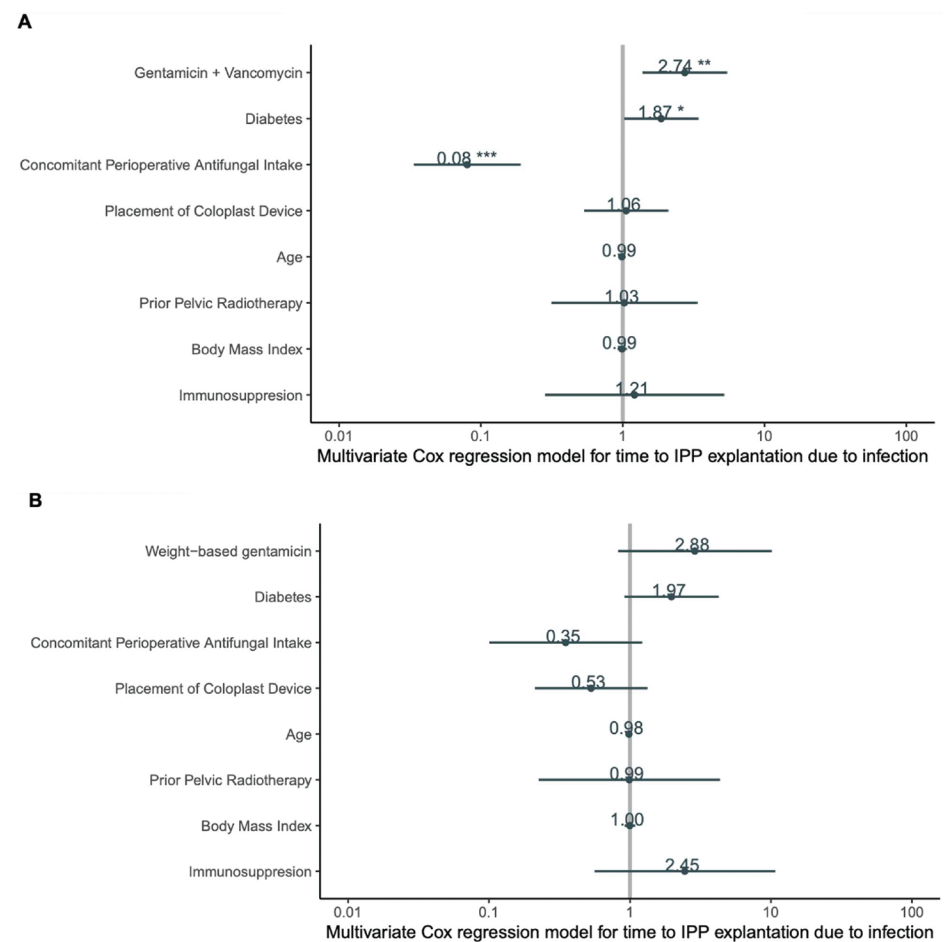 A
Gentamicin + Vancomycin
2.74 **
Diabetes
1.87 *
Concomitant Perioperative Antifungal Intake
0.08 ***
Placement of Coloplast Device
1.06
Age
0.99
Prior Pelvic Radiotherapy
1.03
Body Mass Index
0.99
Immunosuppresion
1.21
0.01 0.1 1 10 100
Multivariate Cox regression model for time to IPP explantation due to infection
B
Weight−based gentamicin
2.88
Diabetes
1.97
Concomitant Perioperative Antifungal Intake
0.35
Placement of Coloplast Device
0.53
Age
0.98
Prior Pelvic Radiotherapy
0.99
Body Mass Index
1.00
Immunosuppresion
2.45
0.01 0.1 1 10 100
Multivariate Cox regression model for time to IPP explantation due to infection